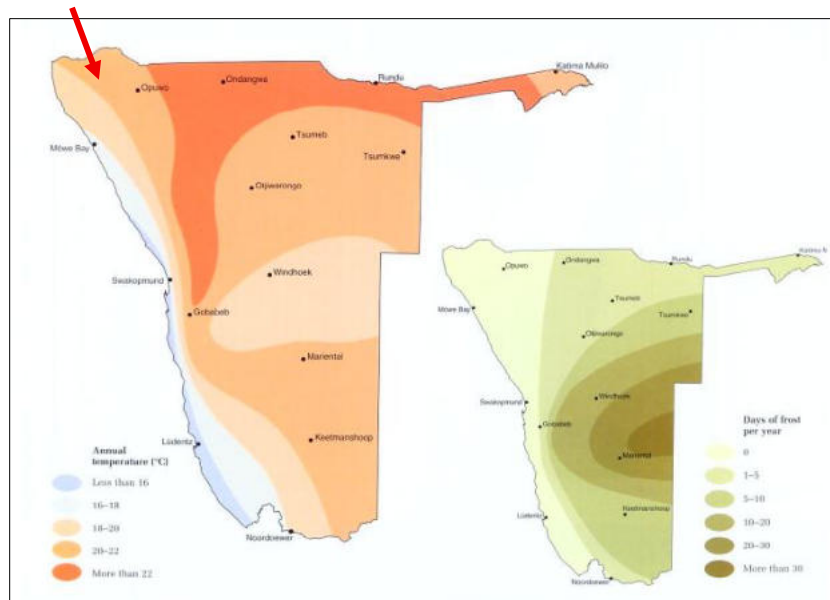 Katima Mulilo
Ondangwa
Rundu
Opuwo
Tsumeb
Möwe Bay
Tsumkwe
Otjiwarongo
Windhoek
Swakopmund
Gobabeb
Mariental
Lüderitz
Keetmanshoop
Noordoewer
Annual
temperature (°C)
Less than 16
16–18
18–20
20–22
More than 22
Ondangwa
Rundu
Opuwo
Tsumeb
Möwe Bay
Tsumkwe
Otjiwarongo
Windhoek
Swakopmund
Gobabeb
Mariental
Lüderitz
Keetmanshoop
Noordoewer
Days of frost
per year
0
1–5
5–10
10–20
20–30
More than 30